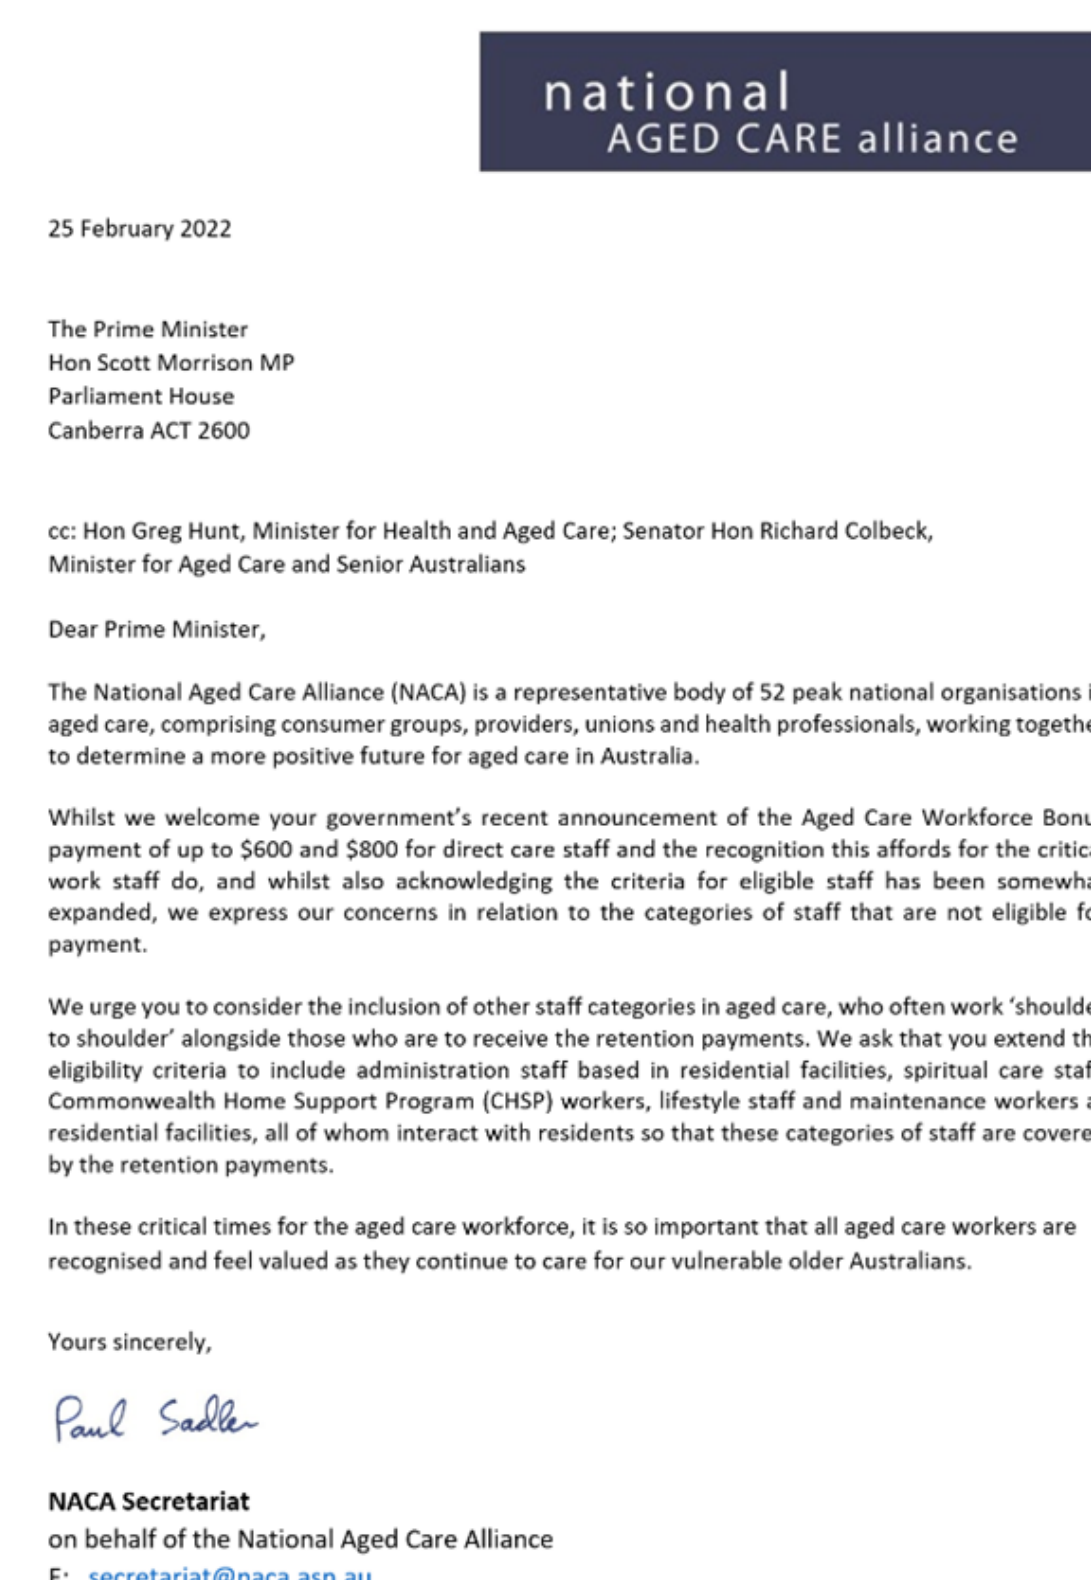 national
AGED CARE alliance
25 February 2022
The Prime Minister
Hon Scott Morrison MP
Parliament House
Canberra ACT 2600
cc: Hon Greg Hunt, Minister for Health and Aged Care; Senator Hon Richard Colbeck,
Minister for Aged Care and Senior Australians
Dear Prime Minister,
The National Aged Care Alliance (NACA) is a representative body of 52 peak national organisations i
aged care, comprising consumer groups, providers, unions and health professionals, working togethe
to determine a more positive future for aged care in Australia.
Whilst we welcome your government's recent announcement of the Aged Care Workforce Bonu
payment of up to $600 and $800 for direct care staff and the recognition this affords for the critica
work staff do, and whilst also acknowledging the criteria for eligible staff has been somewha
expanded, we express our concerns in relation to the categories of staff that are not eligible fo
payment.
We urge you to consider the inclusion of other staff categories in aged care, who often work ‘shoulde
to shoulder’ alongside those who are to receive the retention payments. We ask that you extend th
eligibility criteria to include administration staff based in residential facilities, spiritual care staf
Commonwealth Home Support Program (CHSP) workers, lifestyle staff and maintenance workers a
residential facilities, all of whom interact with residents so that these categories of staff are covere
by the retention payments.
In these critical times for the aged care workforce, it is so important that all aged care workers are
recognised and feel valued as they continue to care for our vulnerable older Australians.
Yours sincerely,
Paul Sadler
NACA Secretariat
on behalf of the National Aged Care Alliance
E: secretariat@naca.asn.au